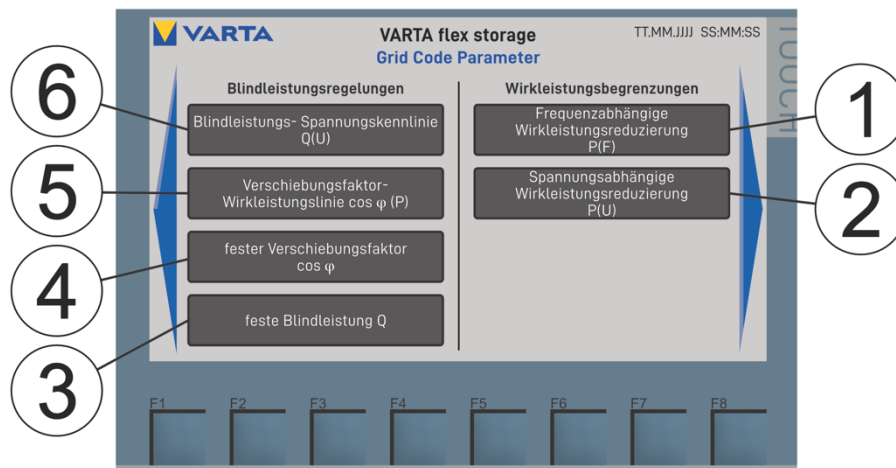 VARTA
VARTA flex storage
TT.MM.JJJJ SS:MM:SS
Grid Code Parameter
TOUCH
Blindleistungsregelungen
Wirkleistungsbegrenzungen
6
Blindleistungs- Spannungskennlinie
Q(U)
Frequenzabhängige
Wirkleistungsreduzierung
P(F)
1
5
Verschiebungsfaktor-
Wirkleistungslinie cos φ (P)
Spannungsabhängige
Wirkleistungsreduzierung
P(U)
2
4
fester Verschiebungsfaktor
cos φ
3
feste Blindleistung Q
F1
F2
F3
F4
F5
F6
F7
F8